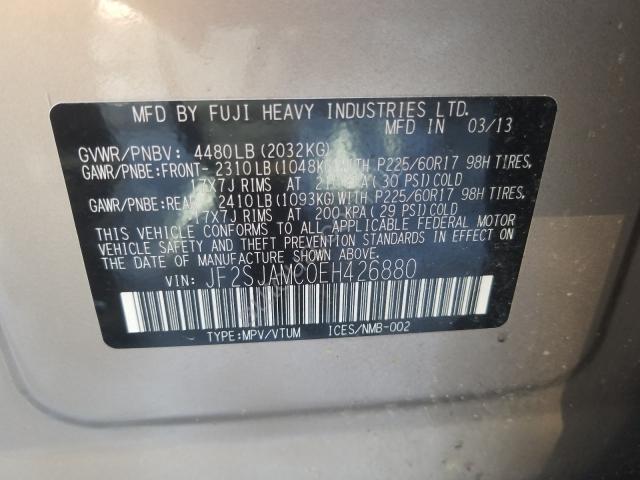 MFD BY FUJI HEAVY INDUSTRIES LTD.
MFD IN 03/13
GVWR/PNBV: 4480LB (2032KG)
GAWR/PNBE:FRONT- 2310LB (1048KG)WITH P225/60R17 98H TIRES,
17X7J RIMS AT (30 PSI)COLD
GAWR/PNBE:REAR- 2410LB (1093KG)WITH P225/60R17 98H TIRES,
17X7J RIMS AT 200 KPA (29 PSI)COLD
THIS VEHICLE CONFORMS TO ALL APPLICABLE FEDERAL MOTOR
VEHICLE SAFETY AND THEFT PREVENTION STANDARDS IN EFFECT ON
THE DATE OF MANUFACTURE SHOWN ABOVE.
VIN: JF2SJAMC0EH426880
TYPE:MPV/VTUM ICES/NMB-002